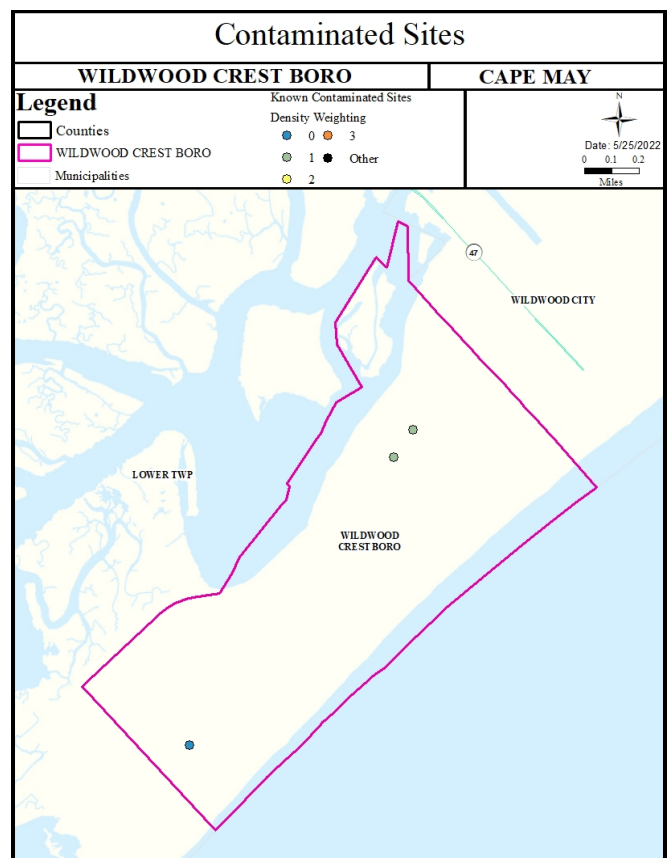 Contaminated Sites
WILDWOOD CREST BORO
CAPE MAY
Legend
Counties
WILDWOOD CREST BORO
Municipalities
Known Contaminated Sites
Density Weighting
0 3
1 Other
2
N
Date: 5/25/2022
0 0.1 0.2
Miles
47
WILDWOOD CITY
LOWER TWP
WILDWOOD
CREST BORO